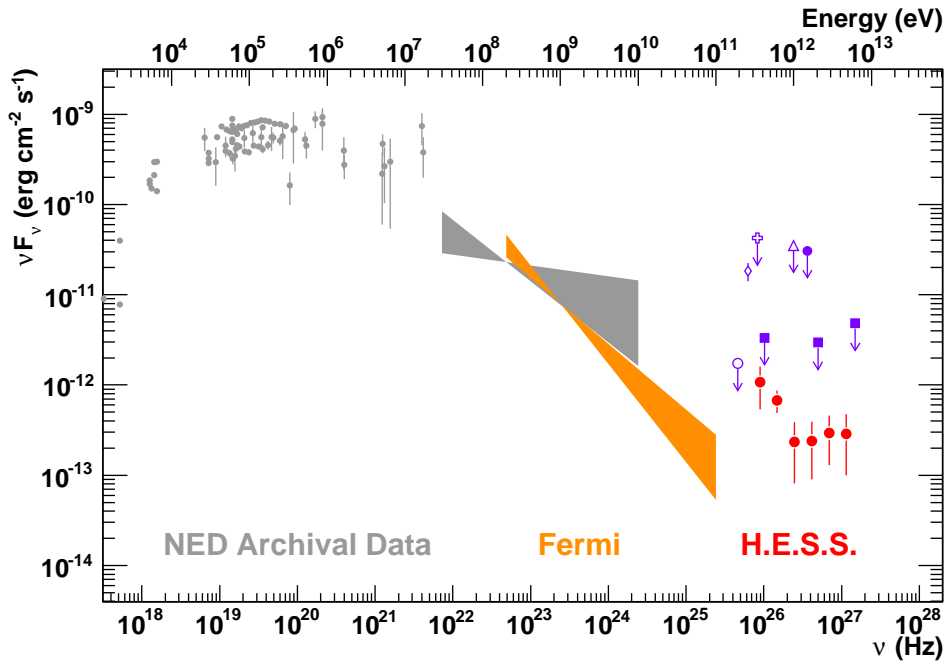 Energy (eV)
10^4 10^5 10^6 10^7 10^8 10^9 10^10 10^11 10^12 10^13
νF_ν (erg cm^-2 s^-1)
10^-9
10^-10
10^-11
10^-12
10^-13
10^-14
NED Archival Data Fermi H.E.S.S.
10^18 10^19 10^20 10^21 10^22 10^23 10^24 10^25 10^26 10^27 10^28
ν (Hz)